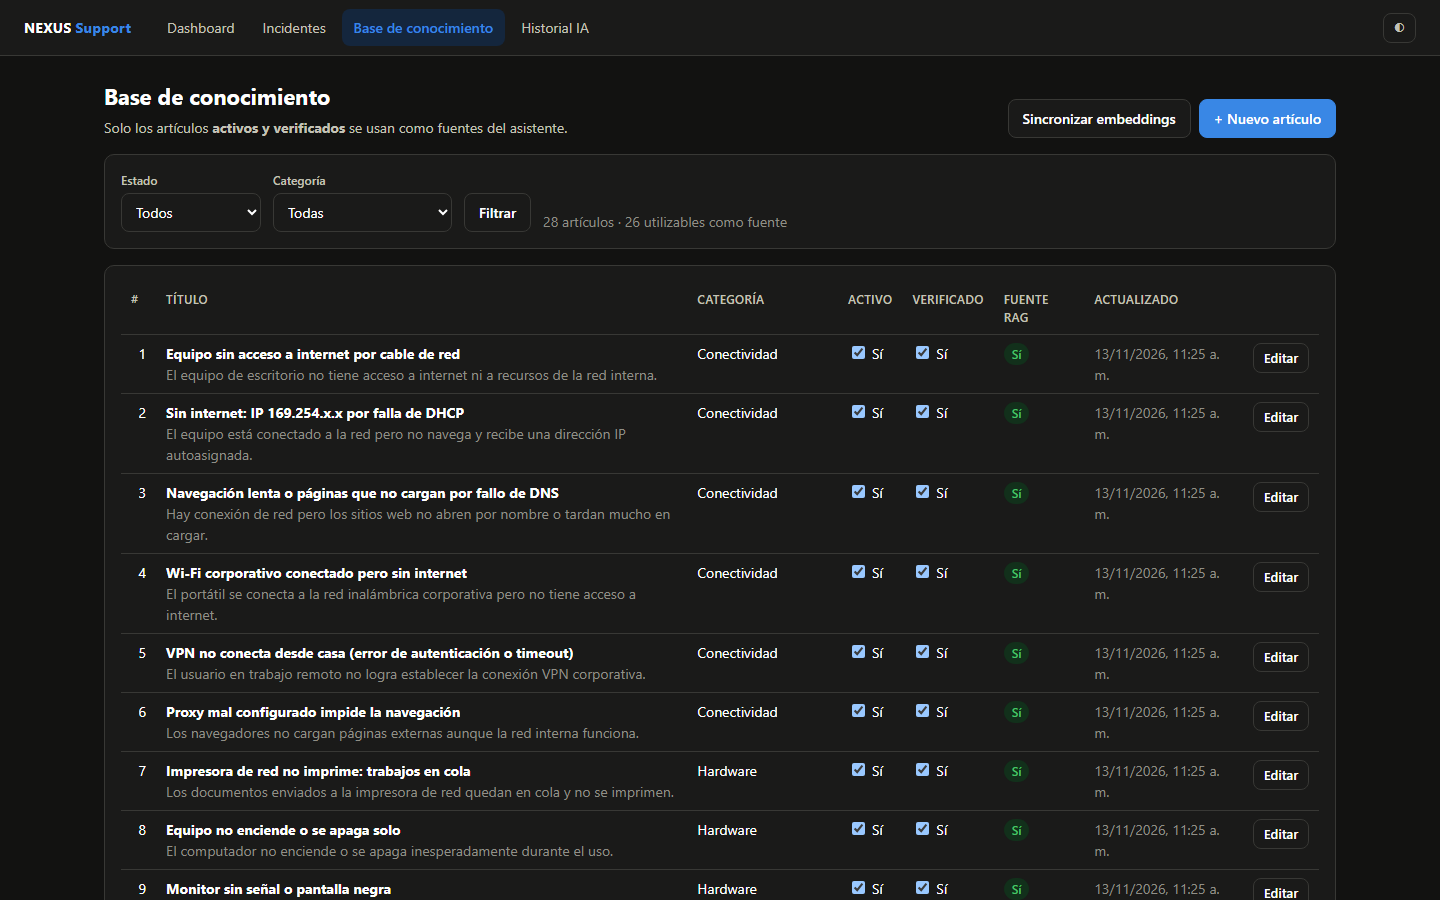 NEXUS Support
Dashboard
Incidentes
Base de conocimiento
Historial IA
Base de conocimiento
Solo los artículos activos y verificados se usan como fuentes del asistente.
Sincronizar embeddings
+ Nuevo artículo
Estado
Categoría
Todos
Todas
Filtrar
28 artículos · 26 utilizables como fuente
# TÍTULO CATEGORÍA ACTIVO VERIFICADO FUENTE RAG ACTUALIZADO
1 Equipo sin acceso a internet por cable de red Conectividad Sí Sí Sí 13/11/2026, 11:25 a. Editar
El equipo de escritorio no tiene acceso a internet ni a recursos de la red interna. m.
2 Sin internet: IP 169.254.x.x por falla de DHCP Conectividad Sí Sí Sí 13/11/2026, 11:25 a. Editar
El equipo está conectado a la red pero no navega y recibe una dirección IP m.
autoasignada.
3 Navegación lenta o páginas que no cargan por fallo de DNS Conectividad Sí Sí Sí 13/11/2026, 11:25 a. Editar
Hay conexión de red pero los sitios web no abren por nombre o tardan mucho en m.
cargar.
4 Wi-Fi corporativo conectado pero sin internet Conectividad Sí Sí Sí 13/11/2026, 11:25 a. Editar
El portátil se conecta a la red inalámbrica corporativa pero no tiene acceso a m.
internet.
5 VPN no conecta desde casa (error de autenticación o timeout) Conectividad Sí Sí Sí 13/11/2026, 11:25 a. Editar
El usuario en trabajo remoto no logra establecer la conexión VPN corporativa. m.
6 Proxy mal configurado impide la navegación Conectividad Sí Sí Sí 13/11/2026, 11:25 a. Editar
Los navegadores no cargan páginas externas aunque la red interna funciona. m.
7 Impresora de red no imprime: trabajos en cola Hardware Sí Sí Sí 13/11/2026, 11:25 a. Editar
Los documentos enviados a la impresora de red quedan en cola y no se imprimen. m.
8 Equipo no enciende o se apaga solo Hardware Sí Sí Sí 13/11/2026, 11:25 a. Editar
El computador no enciende o se apaga inesperadamente durante el uso. m.
9 Monitor sin señal o pantalla negra Hardware Sí Sí Sí 13/11/2026, 11:25 a. Editar